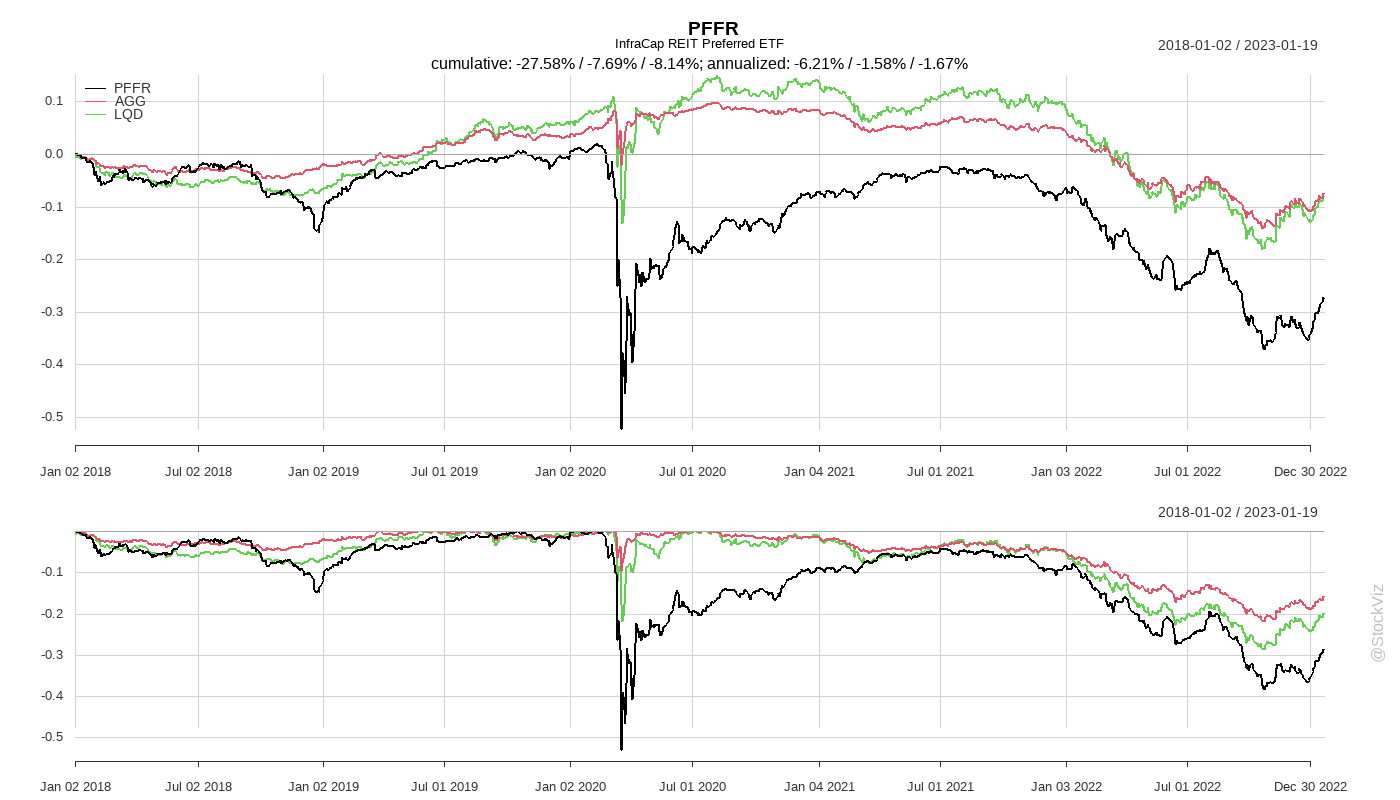 PFFR
InfraCap REIT Preferred ETF
2018-01-02 / 2023-01-19
cumulative: -27.58% / -7.69% / -8.14%; annualized: -6.21% / -1.58% / -1.67%
PFFR
AGG
LQD
0.1
0.0
-0.1
-0.2
-0.3
-0.4
-0.5
Jan 02 2018 Jul 02 2018 Jan 02 2019 Jul 01 2019 Jan 02 2020 Jul 01 2020 Jan 04 2021 Jul 01 2021 Jan 03 2022 Jul 01 2022 Dec 30 2022
2018-01-02 / 2023-01-19
-0.1
-0.2
-0.3
-0.4
-0.5
Jan 02 2018 Jul 02 2018 Jan 02 2019 Jul 01 2019 Jan 02 2020 Jul 01 2020 Jan 04 2021 Jul 01 2021 Jan 03 2022 Jul 01 2022 Dec 30 2022
@StockViz